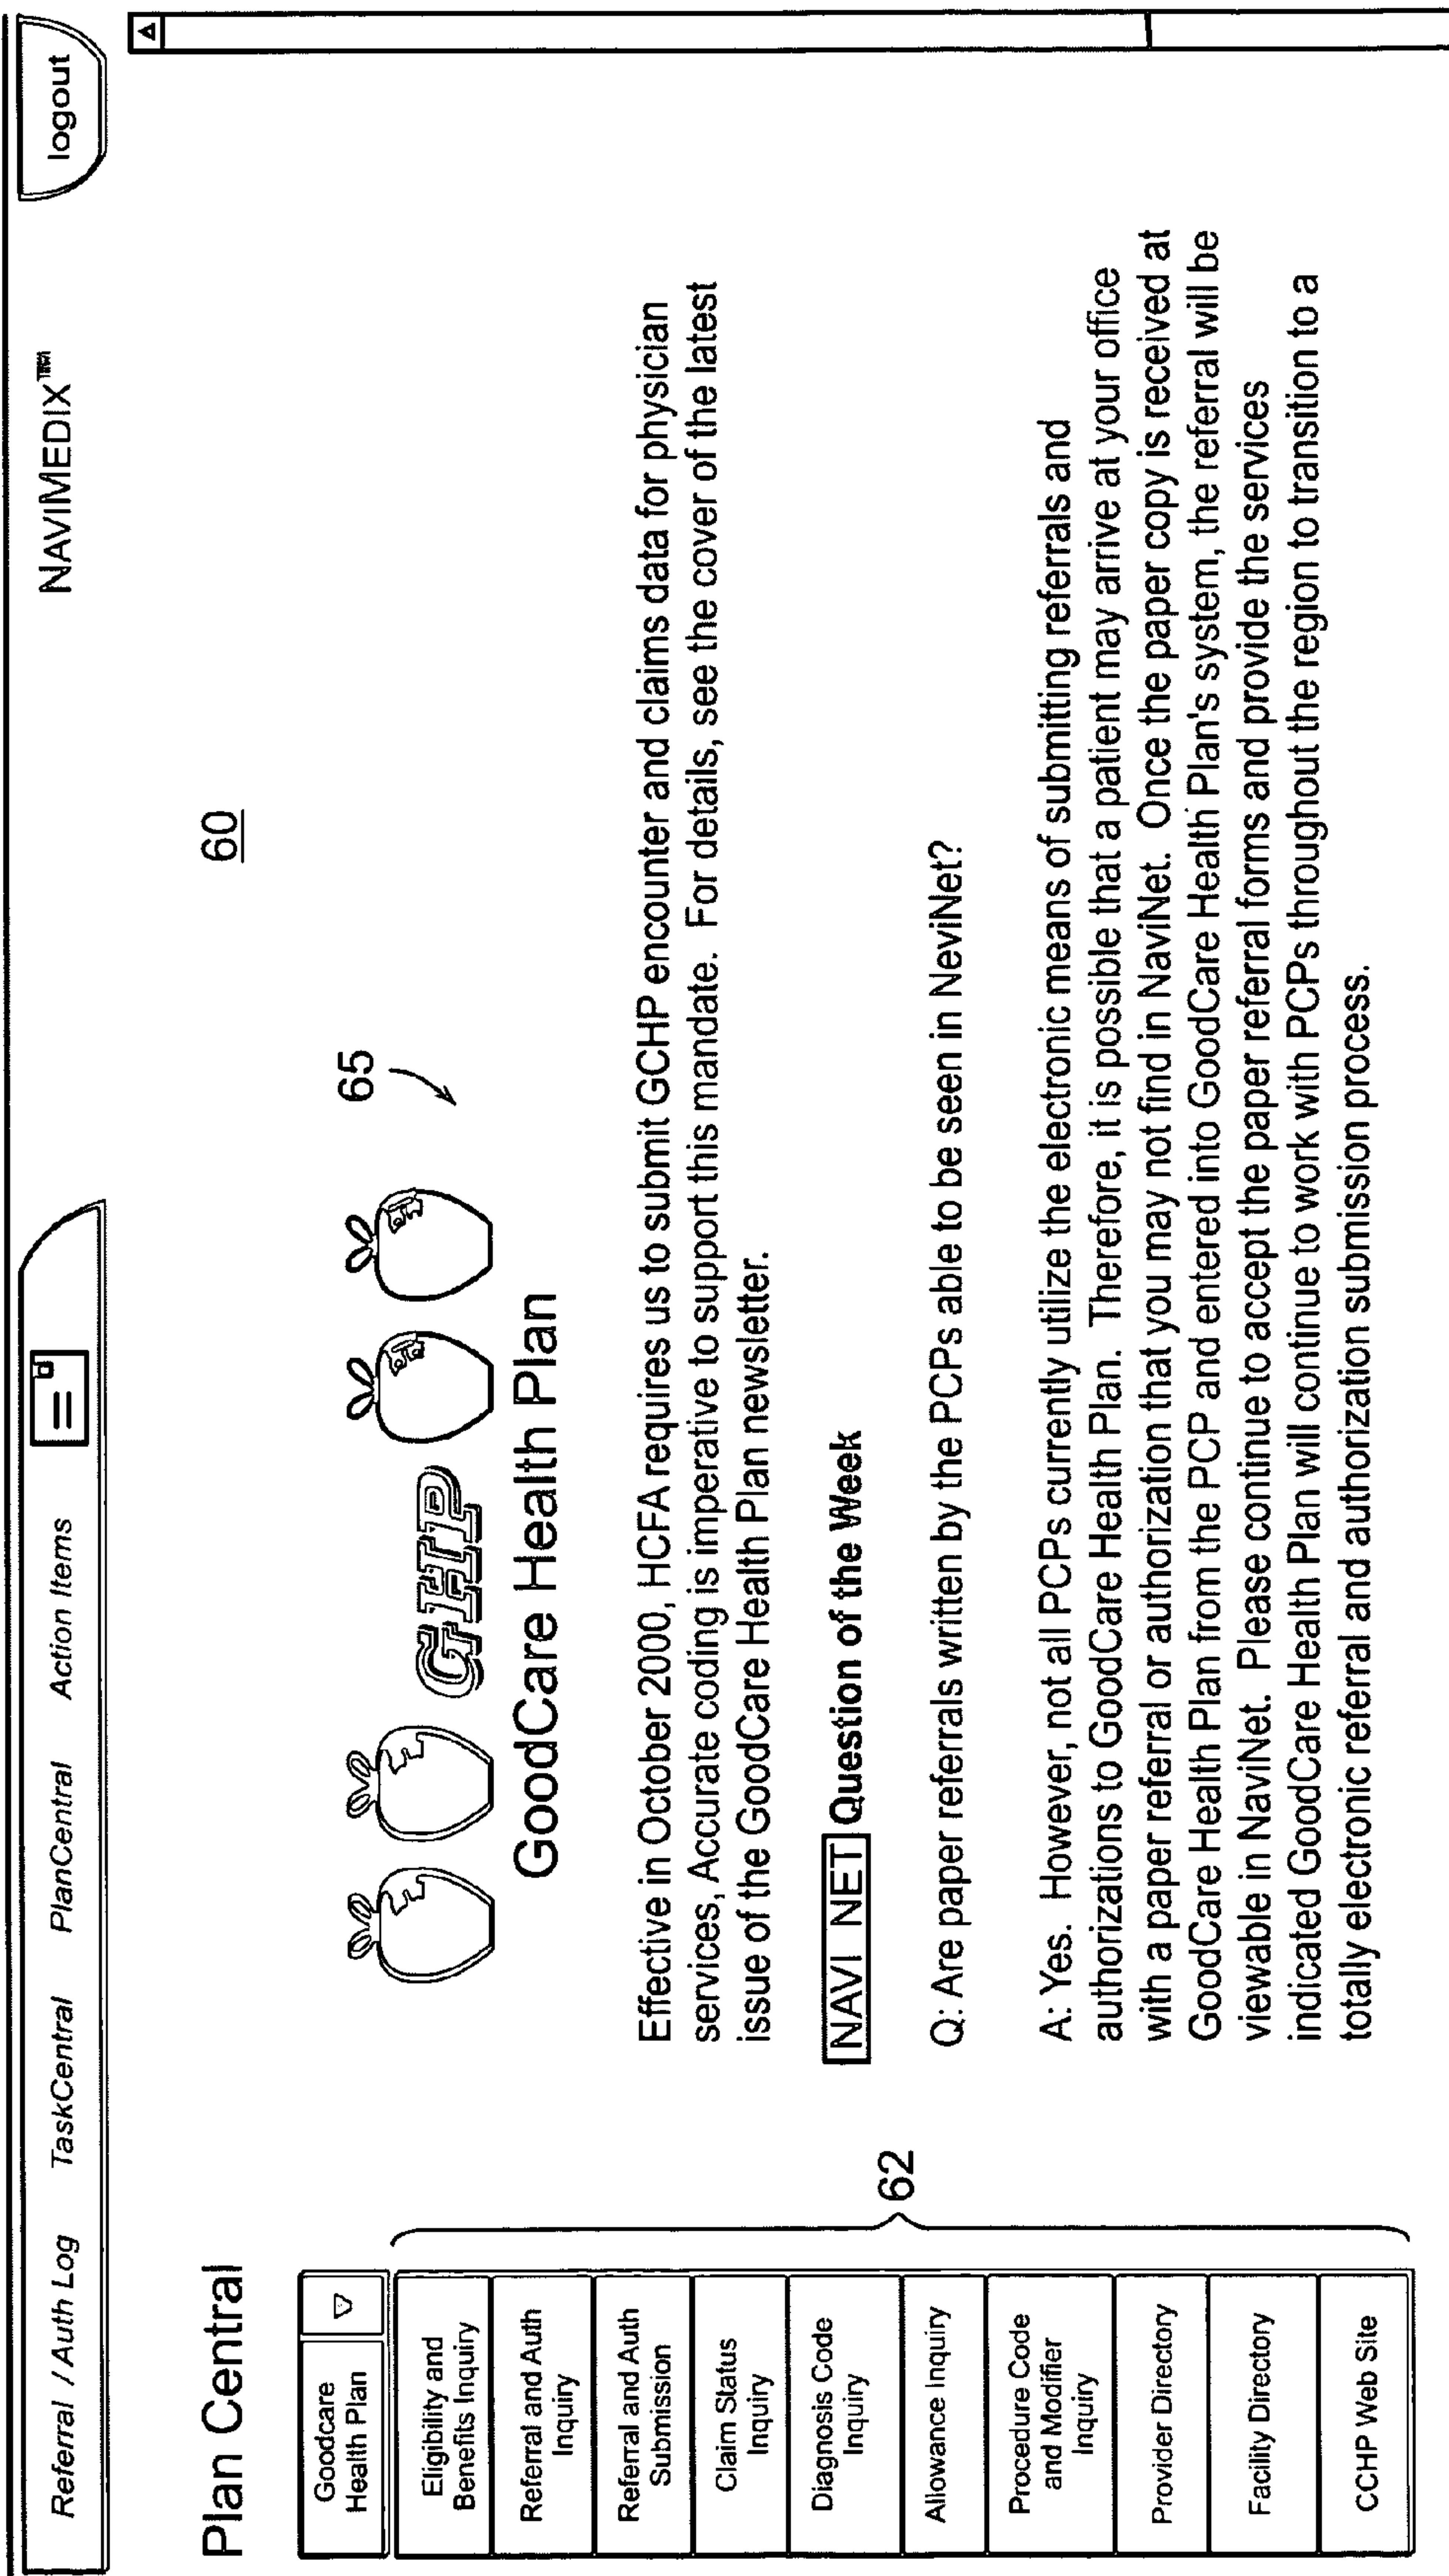 Referral / Auth Log TaskCentral PlanCentral Action Items NAVIMEDIX™ logout
Plan Central
60
Goodcare
Health Plan
Eligibility and
Benefits Inquiry
Referral and Auth
Inquiry
Referral and Auth
Submission
Claim Status
Inquiry
Diagnosis Code
Inquiry
Allowance Inquiry
Procedure Code
and Modifier
Inquiry
Provider Directory
Facility Directory
CCHP Web Site
62
65
GHP
GoodCare Health Plan
Effective in October 2000, HCFA requires us to submit GCHP encounter and claims data for physician
services, Accurate coding is imperative to support this mandate. For details, see the cover of the latest
issue of the GoodCare Health Plan newsletter.
NAVI NET Question of the Week
Q: Are paper referrals written by the PCPs able to be seen in NeviNet?
A: Yes. However, not all PCPs currently utilize the electronic means of submitting referrals and
authorizations to GoodCare Health Plan. Therefore, it is possible that a patient may arrive at your office
with a paper referral or authorization that you may not find in NaviNet. Once the paper copy is received at
GoodCare Health Plan from the PCP and entered into GoodCare Health Plan's system, the referral will be
viewable in NaviNet. Please continue to accept the paper referral forms and provide the services
indicated GoodCare Health Plan will continue to work with PCPs throughout the region to transition to a
totally electronic referral and authorization submission process.